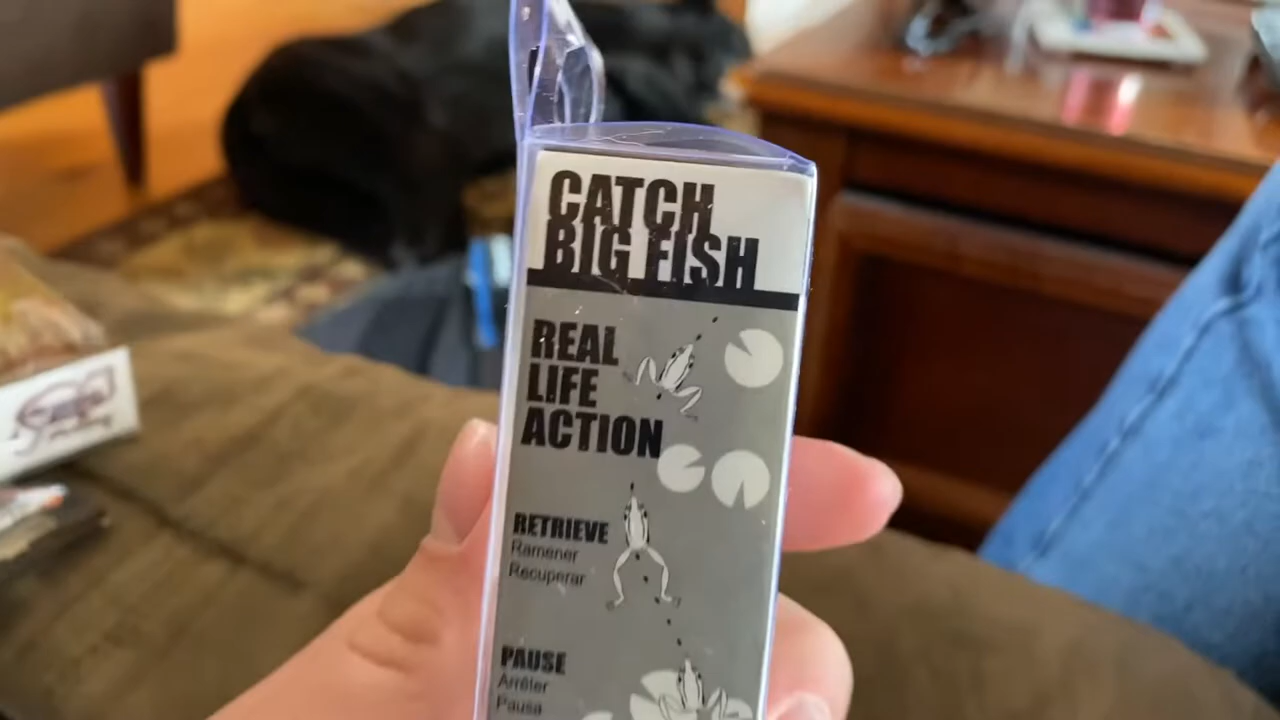 CATCH
BIG FISH
REAL
LIFE
ACTION
RETRIEVE
Ramener
Recuperar
PAUSE
Arrêter
Pausa